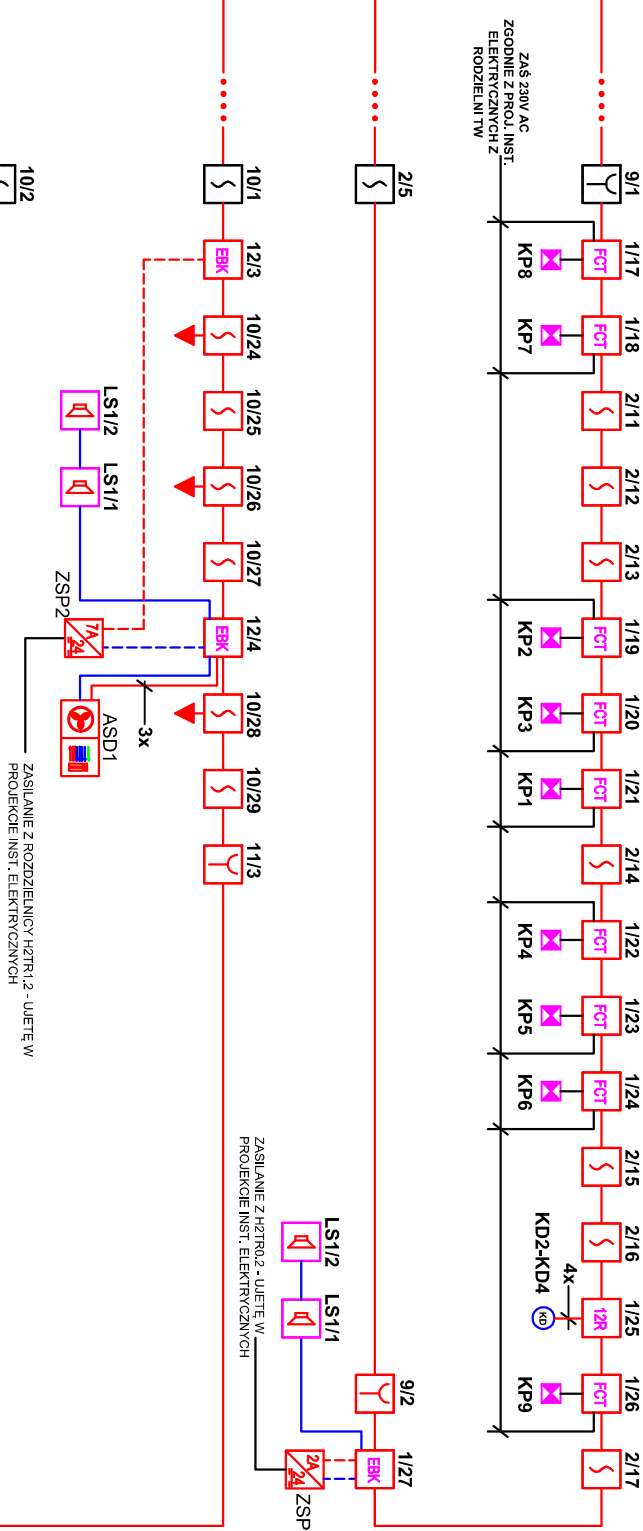 ZAŚ 230V AC
ZGODNIE Z PROJ. INST.
ELEKTRYCZNYCH Z
RODZIELNI TW
9/1
1/17
FCT
KP8
1/18
FCT
KP7
2/11
2/12
2/13
1/19
FCT
KP2
1/20
FCT
KP3
1/21
FCT
KP1
2/14
1/22
FCT
KP4
1/23
FCT
KP5
1/24
FCT
KP6
2/15
2/16
1/25
12R
4x
KD2-KD4
KD
1/26
FCT
KP9
2/17
2/5
9/2
1/27
EBK
LS1/2
LS1/1
2A
24
ZSP
ZASILANIE Z H2TR0.2 - UJETĘ W
PROJEKCIE INST. ELEKTRYCZNYCH
10/1
12/3
EBK
10/24
10/25
10/26
10/27
12/4
EBK
10/28
10/29
11/3
LS1/2
LS1/1
ZSP2
7A
24
3x
ASD1
ZASILANIE Z ROZDZIELNICY H2TR1.2 - UJETĘ W
PROJEKCIE INST. ELEKTRYCZNYCH
10/2